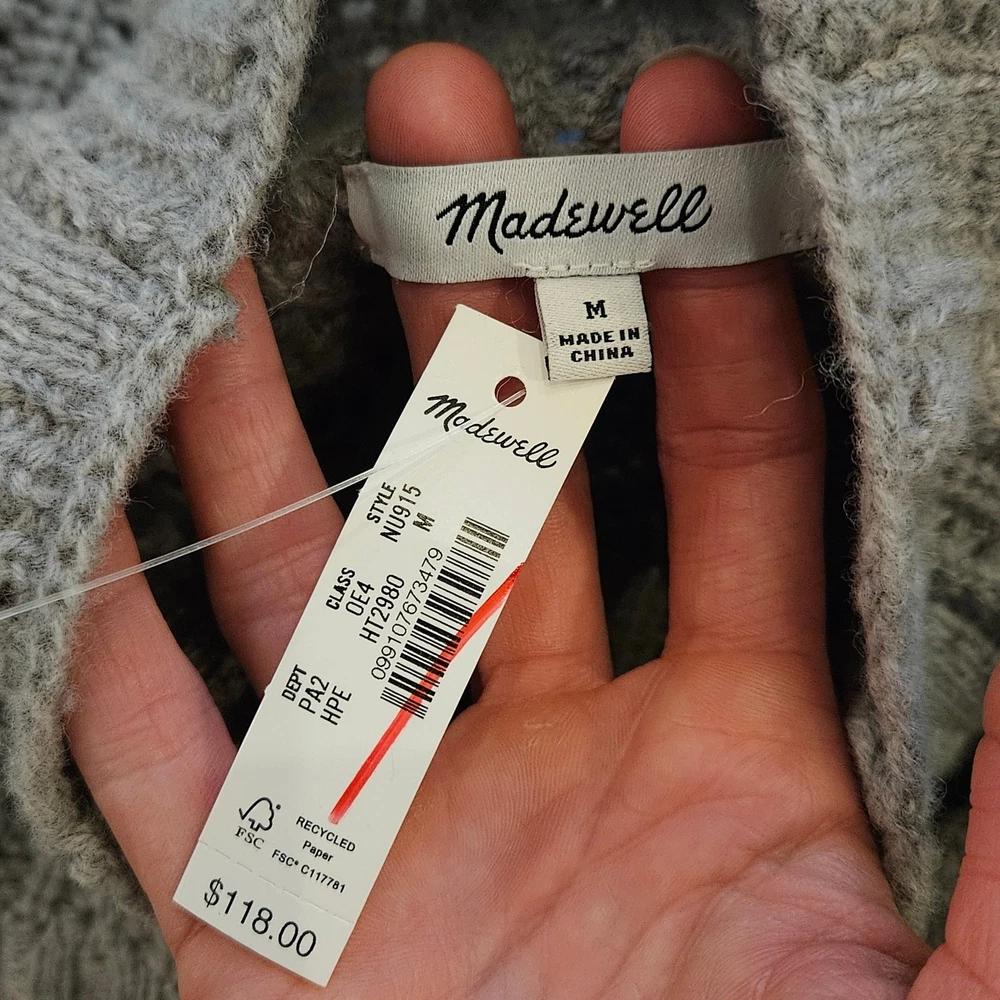 Madewell
M
MADE IN
CHINA
Madewell
STYLE
NU915
M
CLASS
OE4
HT2980
099107673479
DEPT
PA2
HPE
FSC
RECYCLED
Paper
FSC® C117781
$118.00